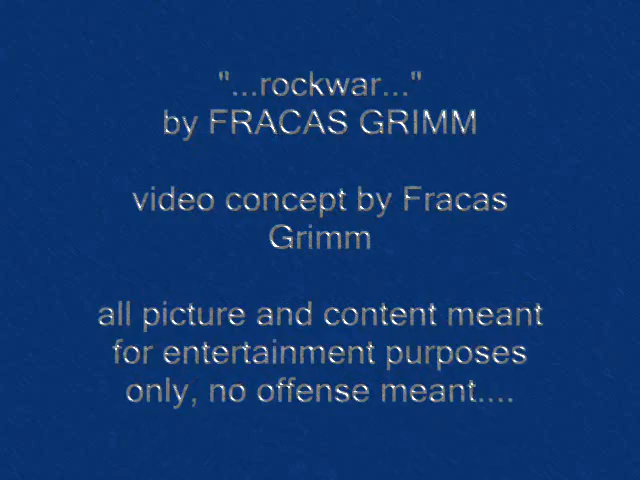 "...rockwar..."
by FRACAS GRIMM
video concept by Fracas
Grimm
all picture and content meant
for entertainment purposes
only, no offense meant....